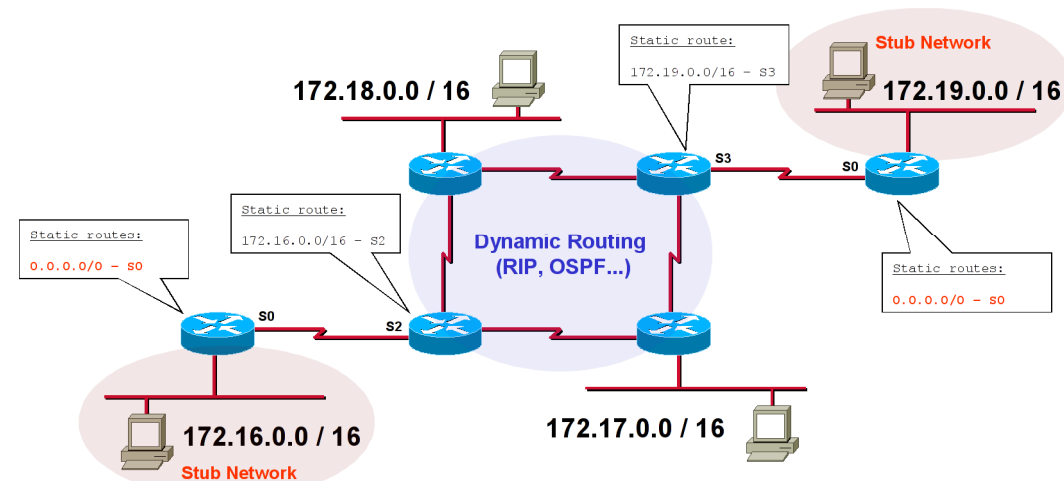 Static route:
172.19.0.0/16 – S3
Stub Network
172.18.0.0 / 16
172.19.0.0 / 16
S3
S0
Static route:
172.16.0.0/16 – S2
Static routes:
0.0.0.0/0 – S0
Dynamic Routing
(RIP, OSPF...)
Static routes:
0.0.0.0/0 – S0
S0
S2
172.16.0.0 / 16
172.17.0.0 / 16
Stub Network